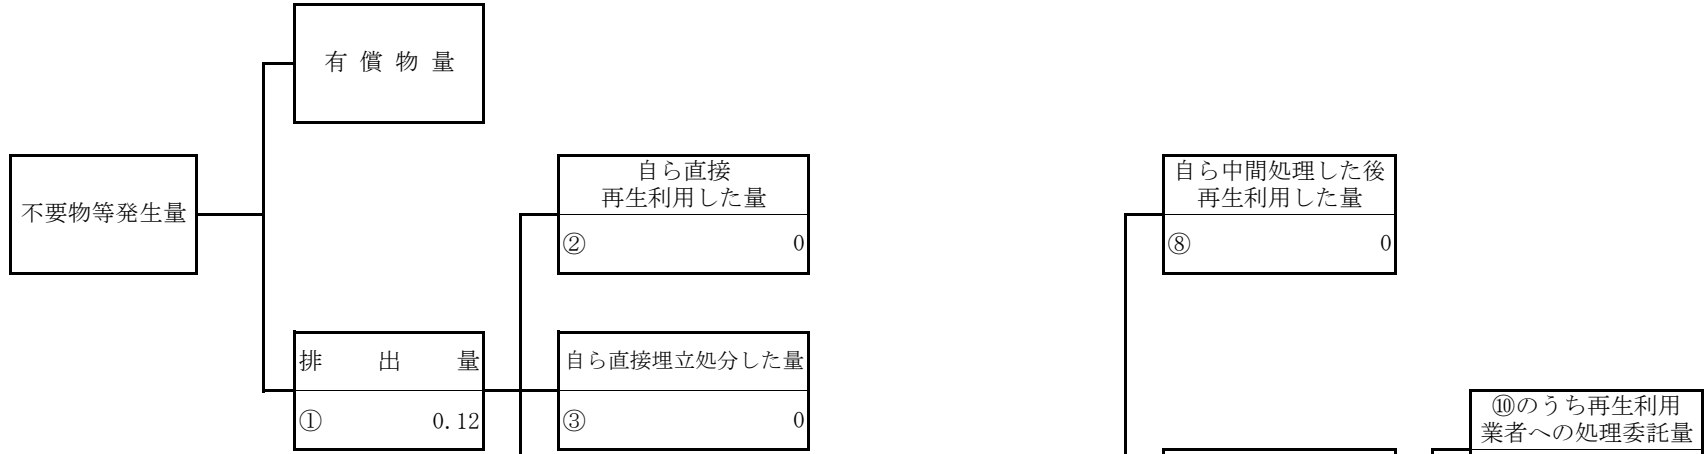 有償物量
不要物等発生量
自ら直接
再生利用した量
② 0
自ら中間処理した後
再生利用した量
⑧ 0
排出量
① 0.12
自ら直接埋立処分した量
③ 0
⑩のうち再生利用
業者への処理委託量